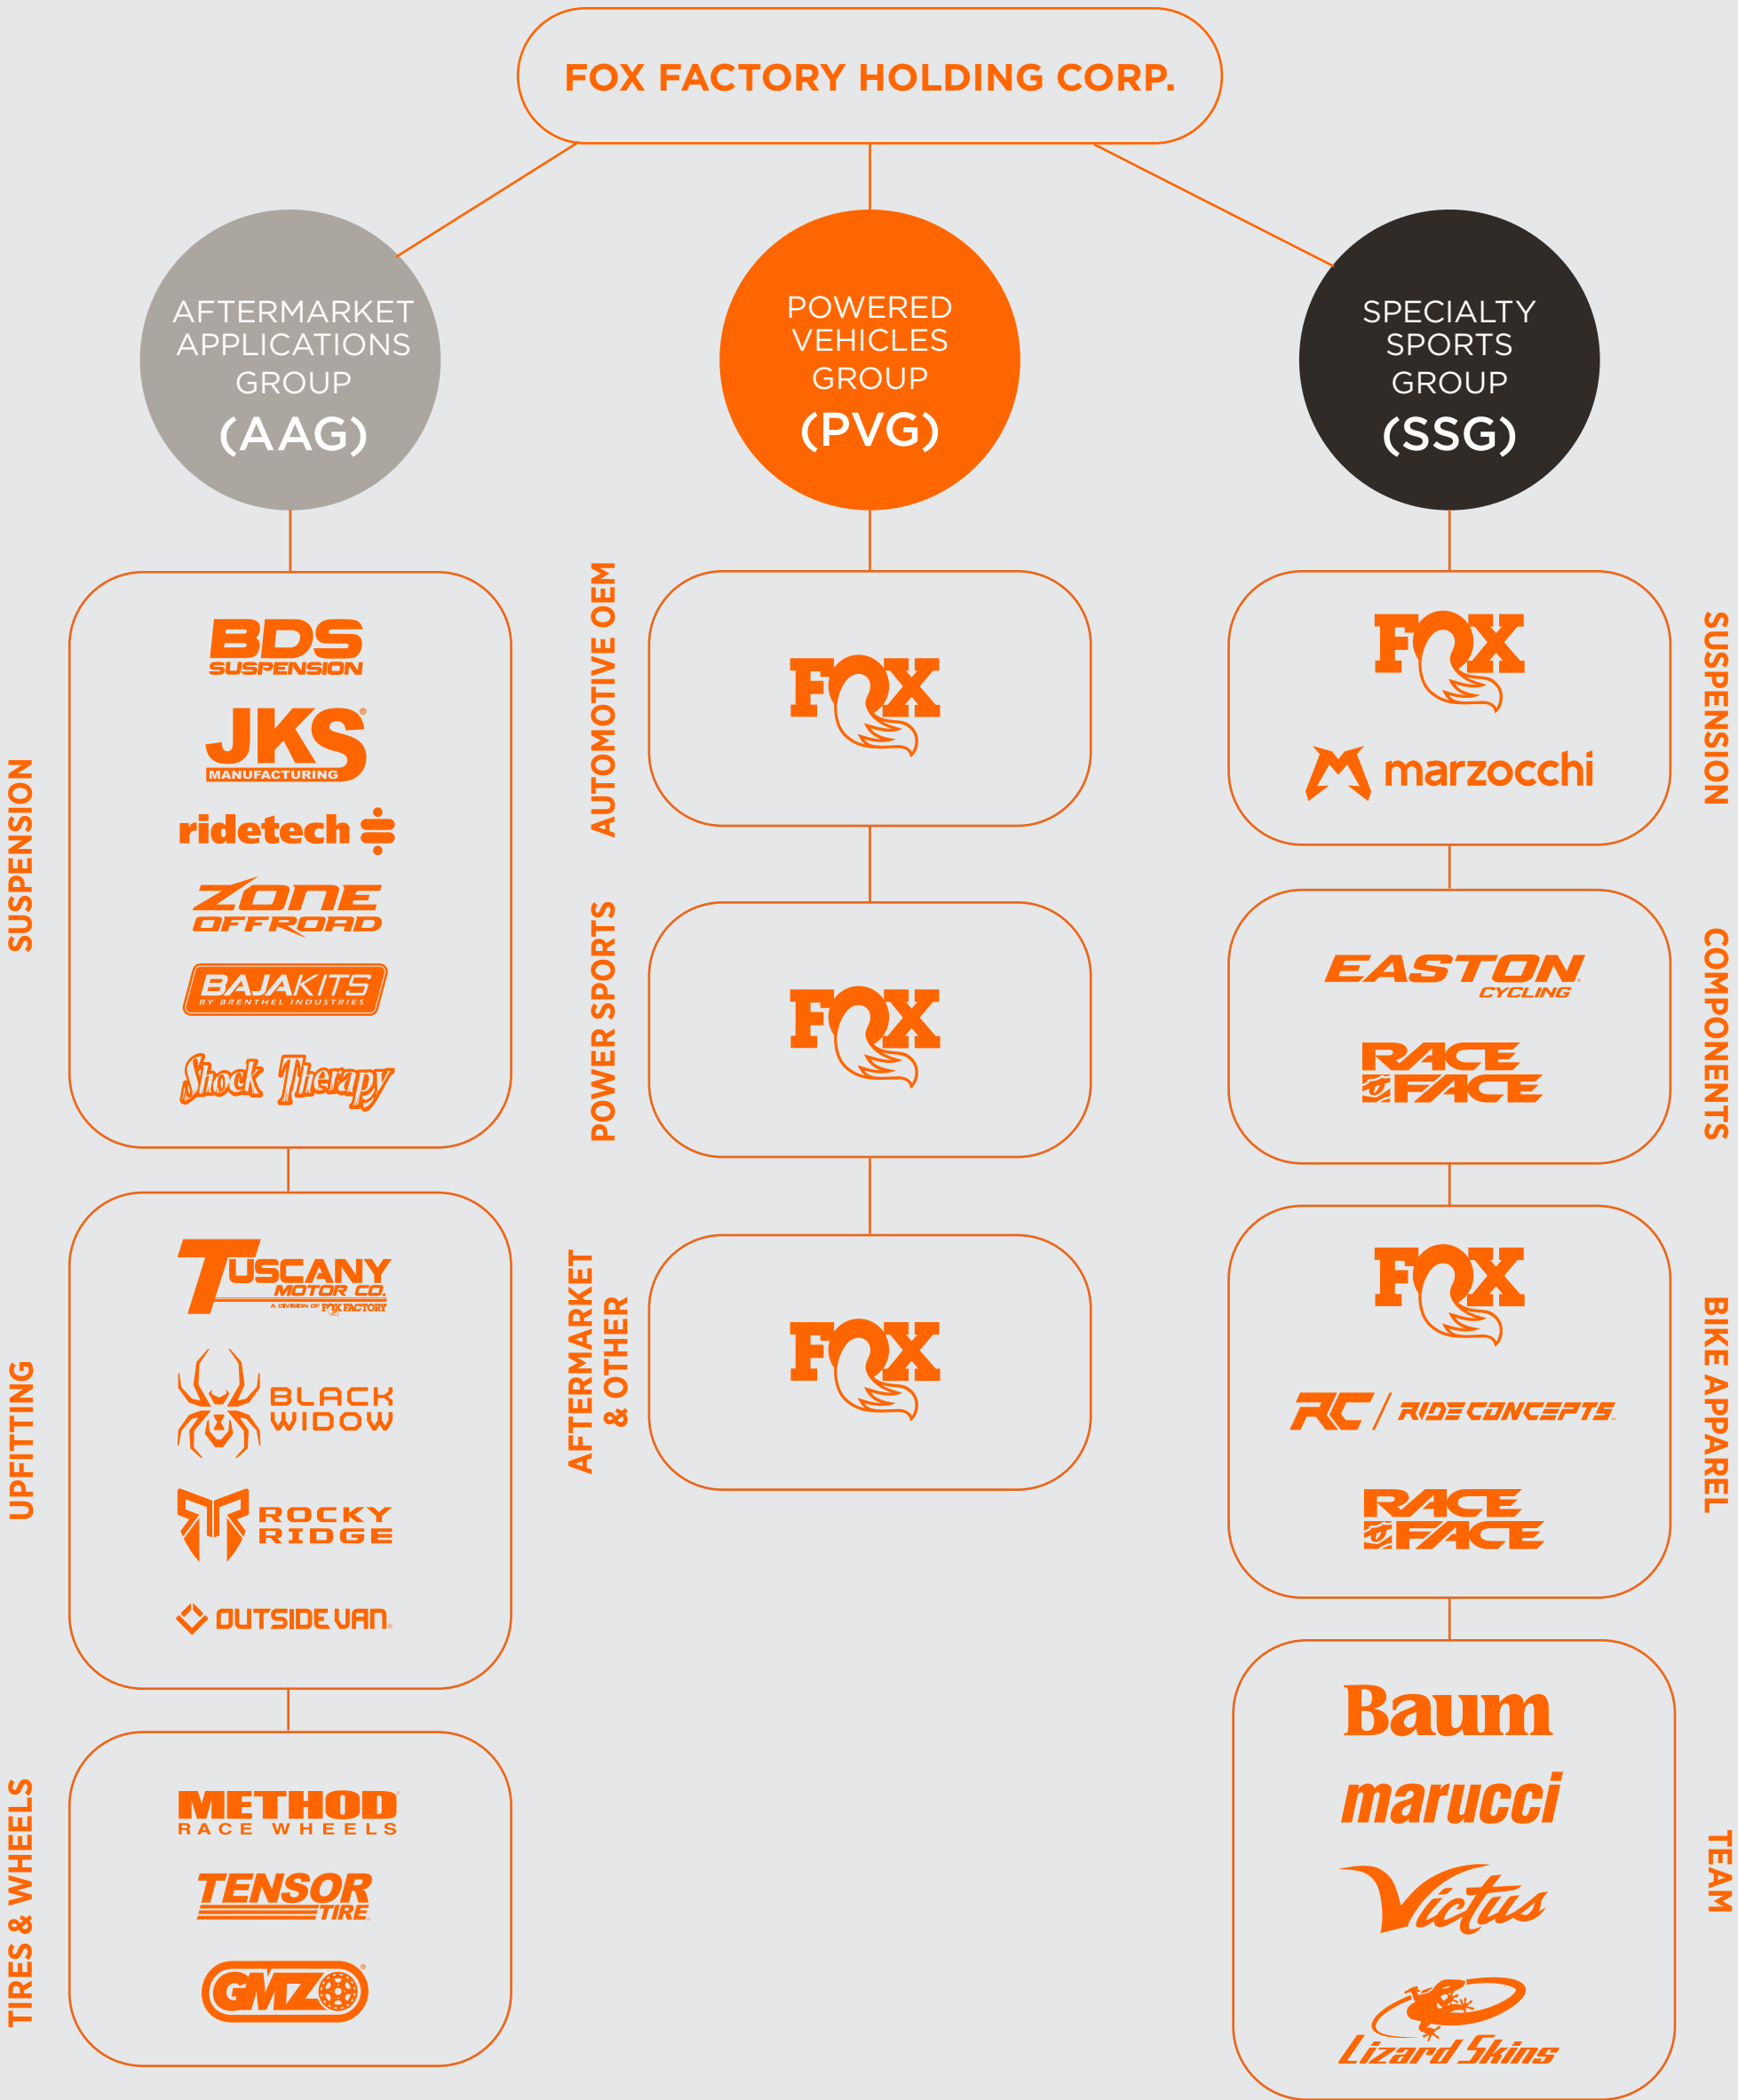 FOX FACTORY HOLDING CORP.
AFTERMARKET
APPLICATIONS
GROUP
(AAG)
SUSPENSION
BDS
SUSPENSION
JKS®
MANUFACTURING
ridetech
ZONE
OFFROAD
BAJAKITS
BY BRENTHEL INDUSTRIES
Shock Therapy
UPFITTING
TUSCANY
MOTOR CO.
A DIVISION OF FOX FACTORY
BLACK
WIDOW
ROCKY
RIDGE
OUTSIDEVAN
TIRES & WHEELS
METHOD
RACE WHEELS
TENSOR
TIRE
GMZ®
POWERED
VEHICLES
GROUP
(PVG)
AUTOMOTIVE OEM
FOX
POWER SPORTS
FOX
AFTERMARKET
& OTHER
FOX
SPECIALTY
SPORTS
GROUP
(SSG)
SUSPENSION
FOX
marzocchi
COMPONENTS
EASTON
CYCLING
RACE
FACE
BIKE APPAREL
FOX
RC/RIDE CONCEPTS™
RACE
FACE
TEAM
Baum
marucci
Victus
Lizard Skins